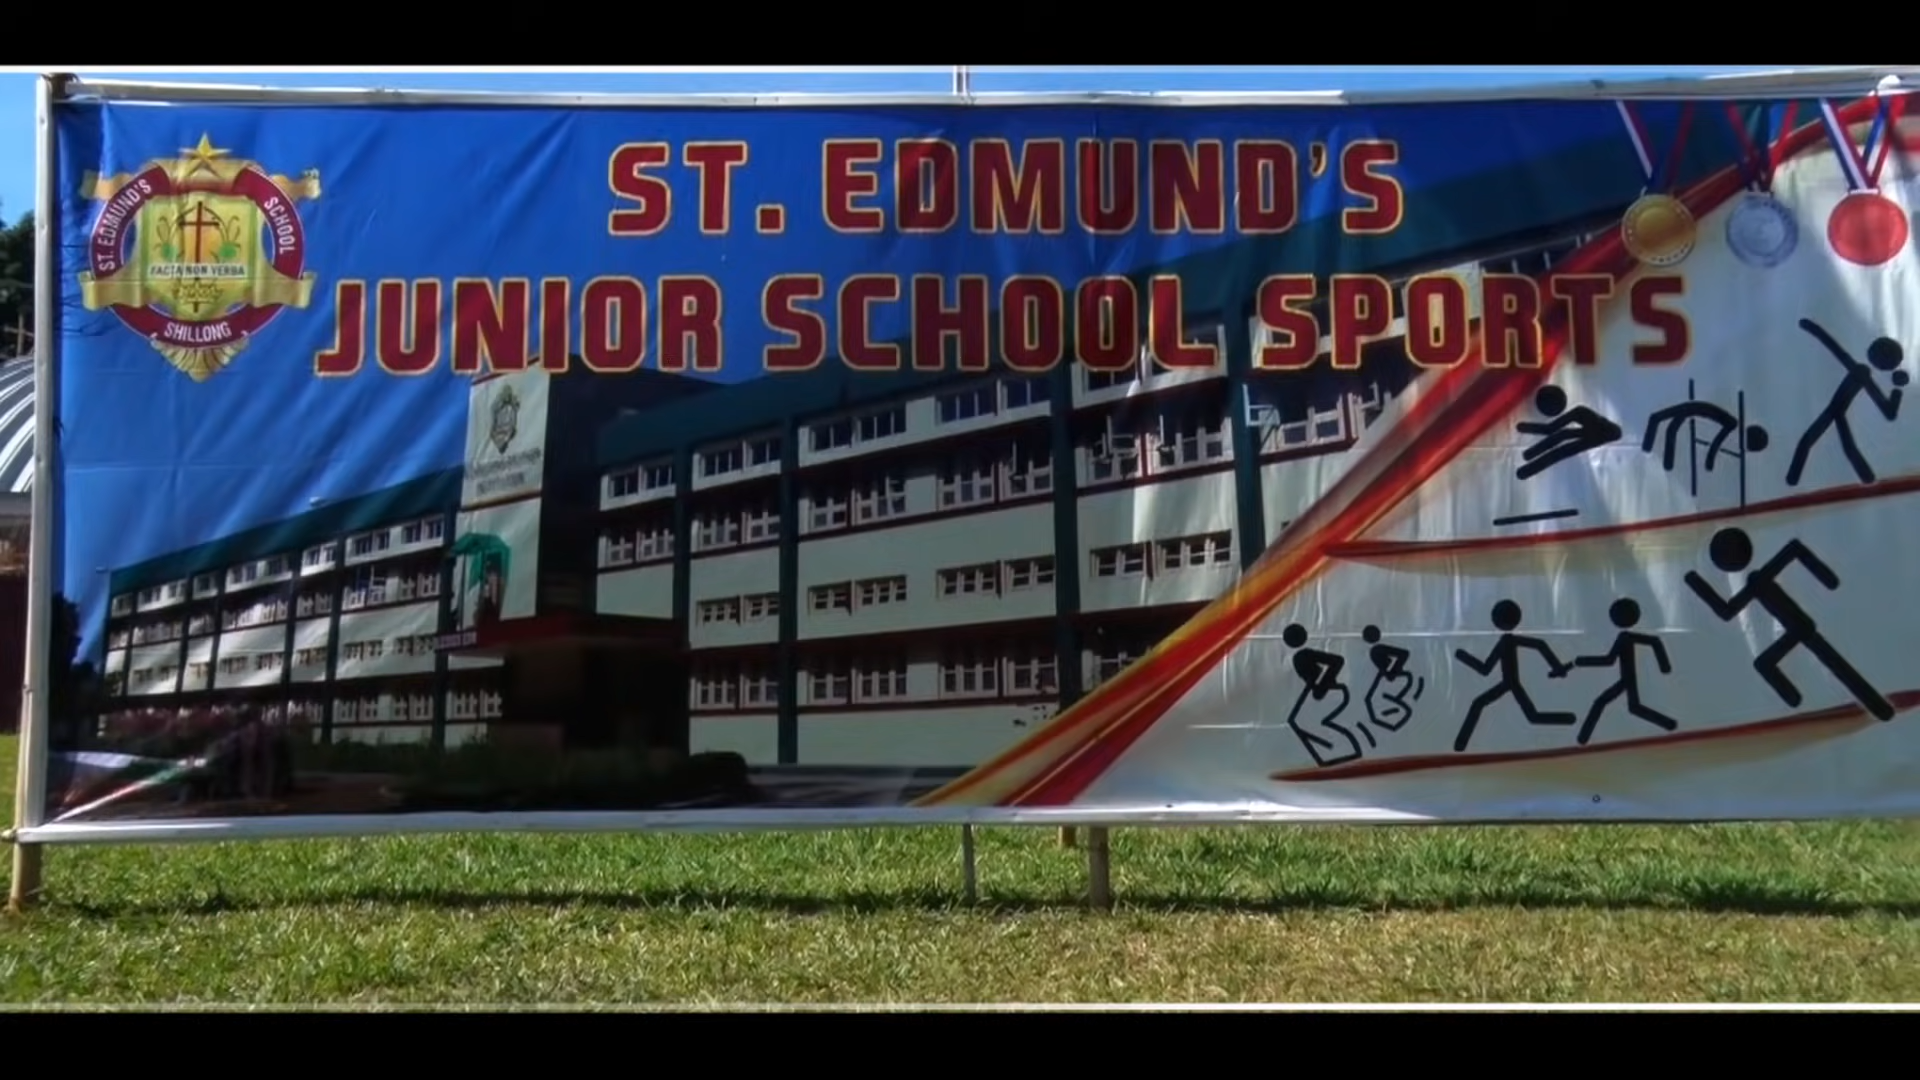 ST. EDMUND'S
JUNIOR SCHOOL SPORTS
ST. EDMUND'S SCHOOL
FACTA NON VERBA
SHILLONG